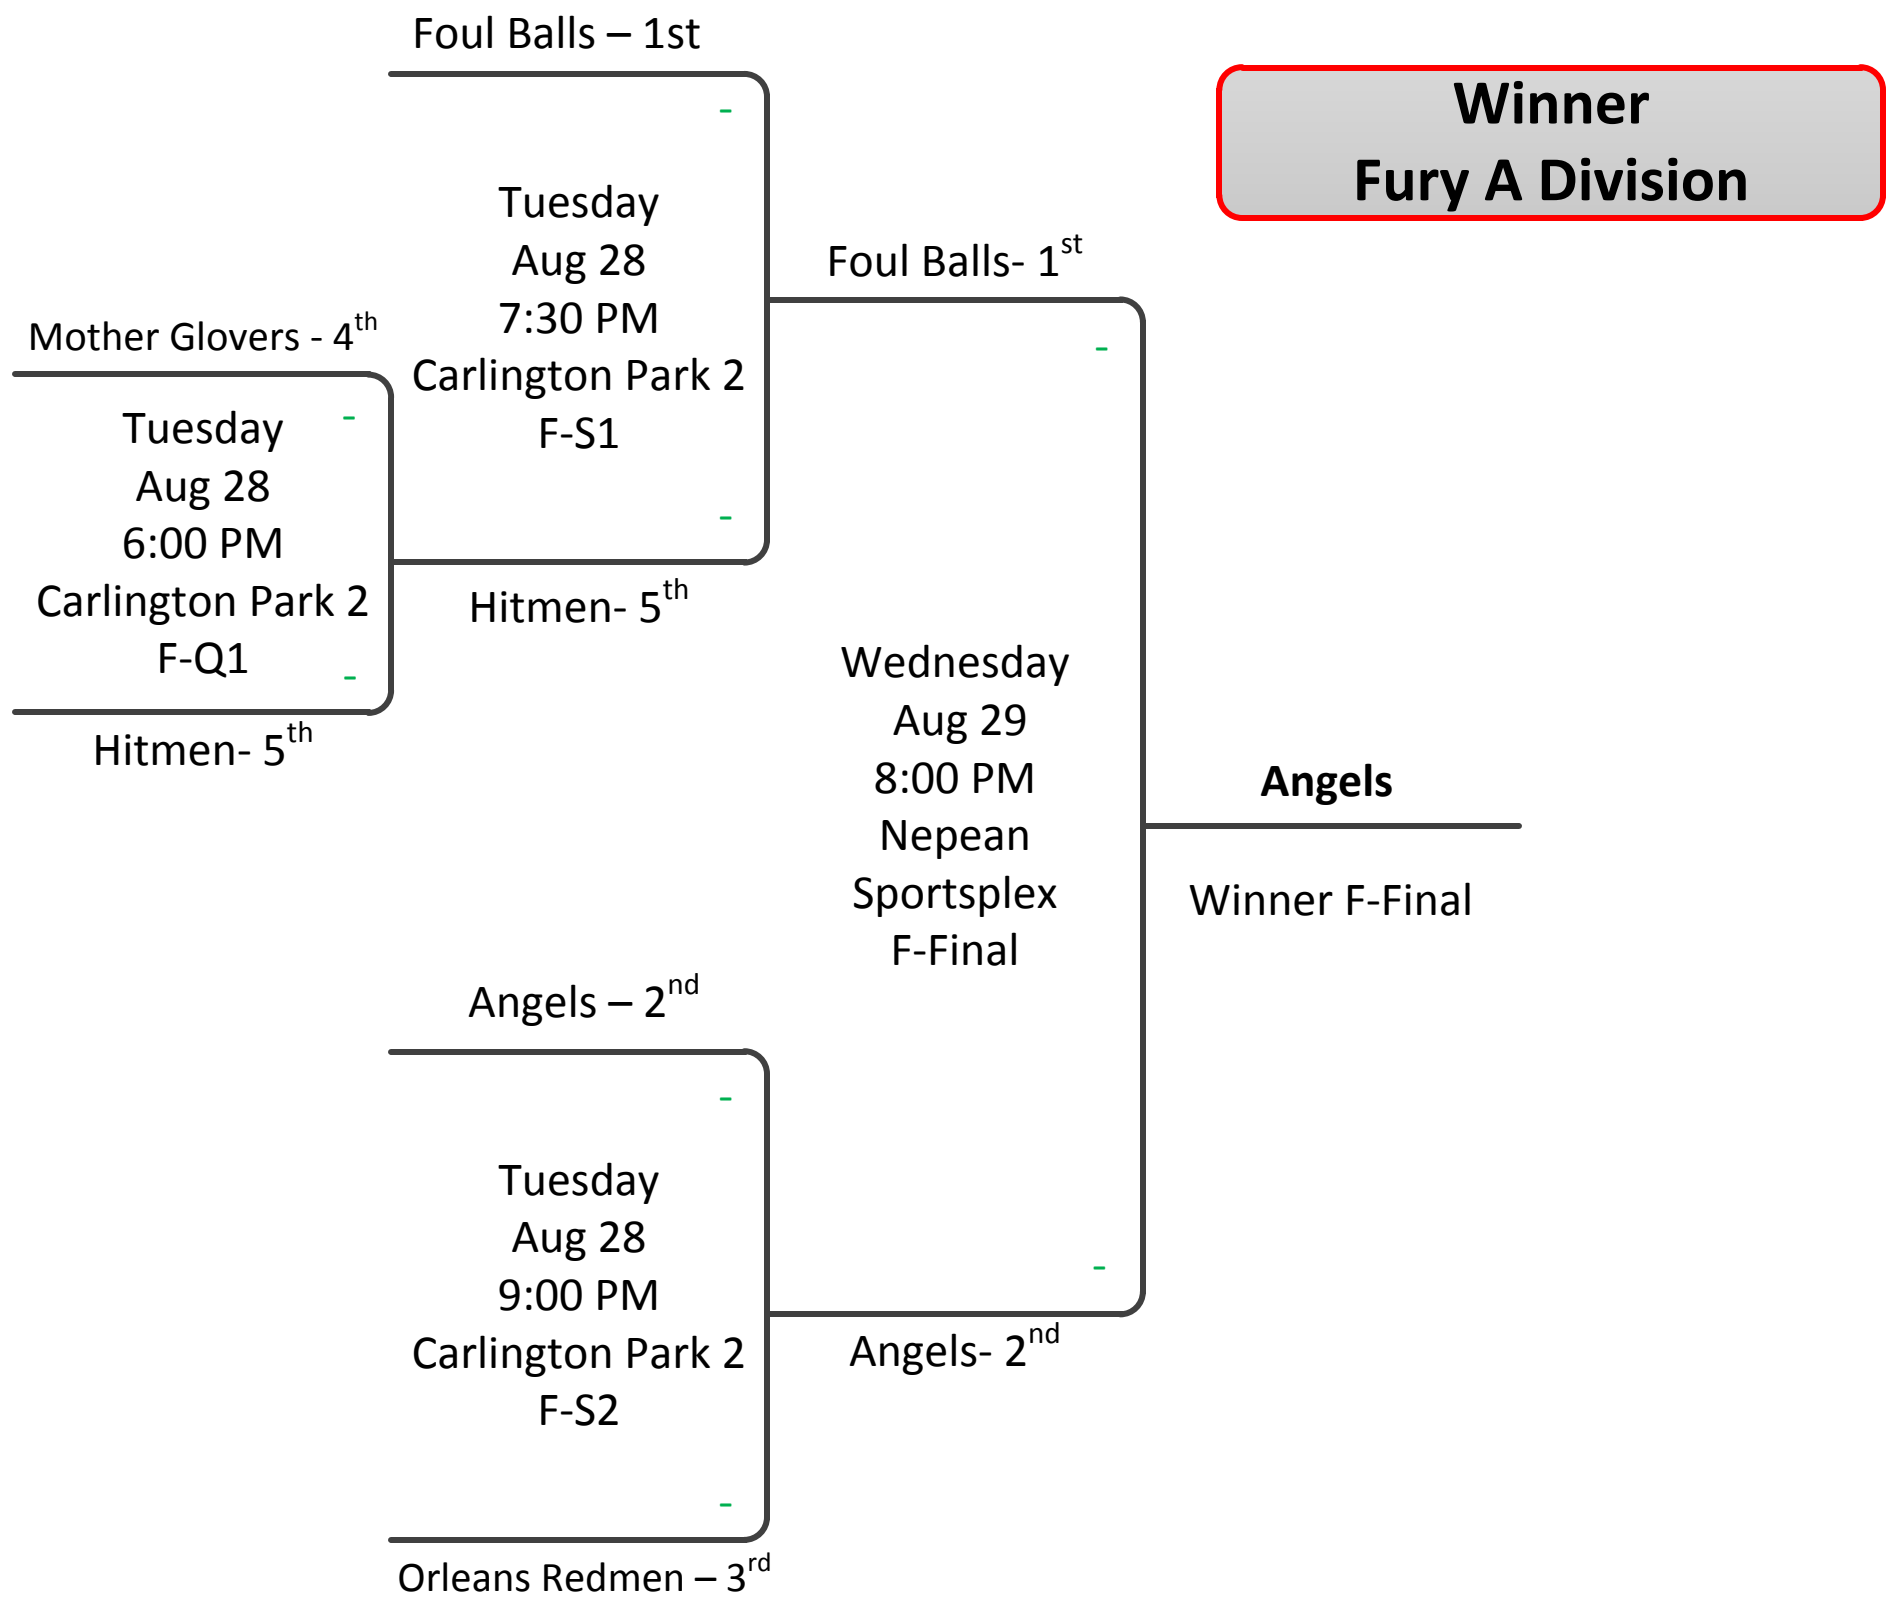 Foul Balls – 1st
Winner
Fury A Division
-
Tuesday
Aug 28
7:30 PM
Carlington Park 2
F-S1
-
Foul Balls- 1st
Mother Glovers - 4th
-
Tuesday
Aug 28
6:00 PM
Carlington Park 2
F-Q1
-
Hitmen- 5th
Hitmen- 5th
-
Wednesday
Aug 29
8:00 PM
Nepean
Sportsplex
F-Final
-
Angels
Winner F-Final
Angels – 2nd
-
Tuesday
Aug 28
9:00 PM
Carlington Park 2
F-S2
-
Angels- 2nd
Orleans Redmen – 3rd